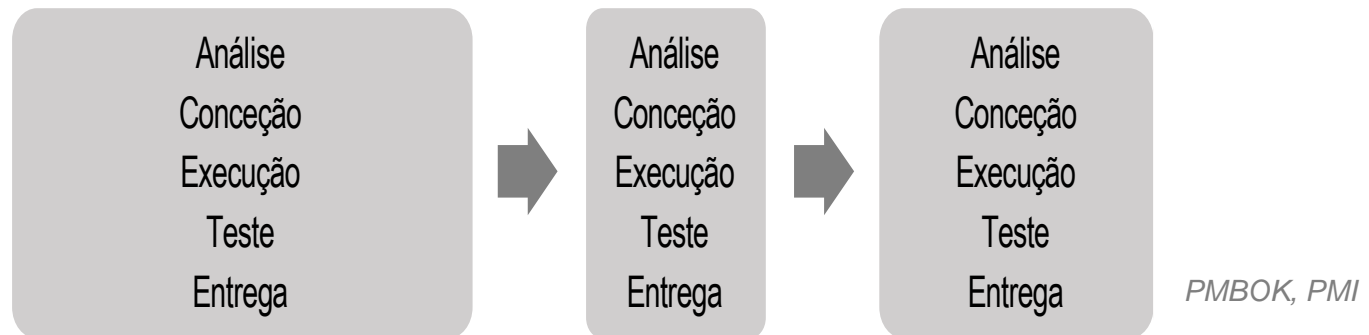 Análise
Conceção
Execução
Teste
Entrega
Análise
Conceção
Execução
Teste
Entrega
Análise
Conceção
Execução
Teste
Entrega
PMBOK, PMI